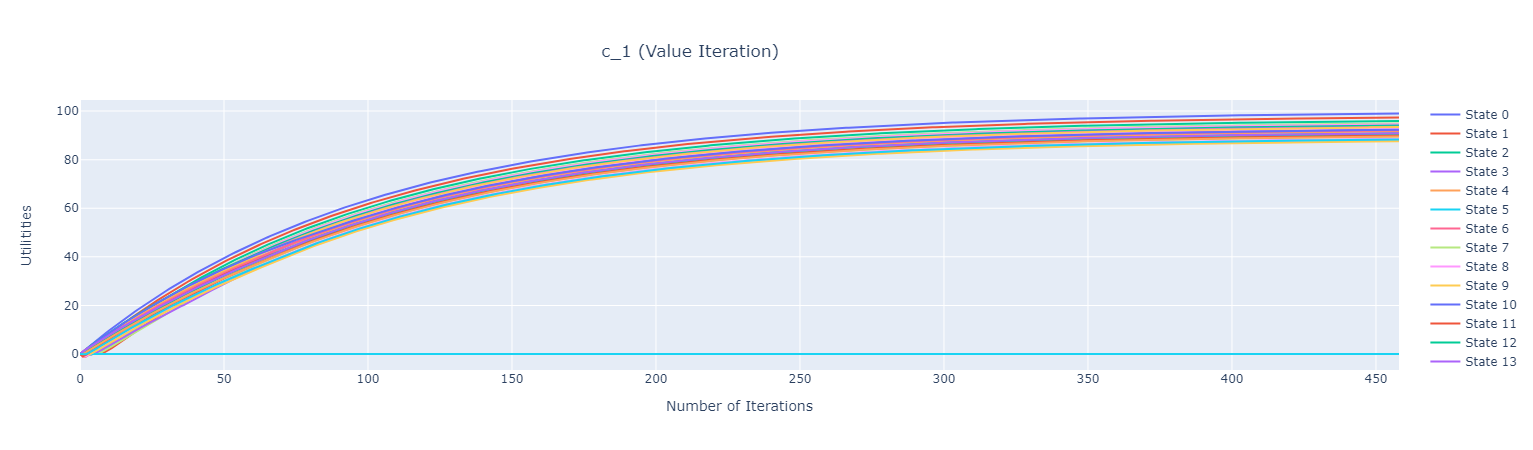 c_1 (Value Iteration)
Utilitities
100
80
60
40
20
0
0 50 100 150 200 250 300 350 400 450
Number of Iterations
State 0
State 1
State 2
State 3
State 4
State 5
State 6
State 7
State 8
State 9
State 10
State 11
State 12
State 13